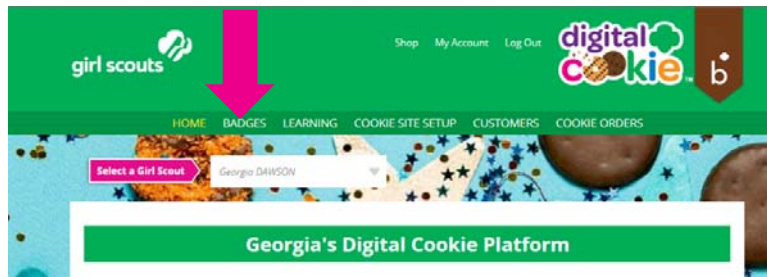 girl scouts
Shop My Account Log Out
digital
cookie
b
HOME BADGES LEARNING COOKIE SITE SETUP CUSTOMERS COOKIE ORDERS
Select a Girl Scout
Georgia DAWSON
Georgia's Digital Cookie Platform